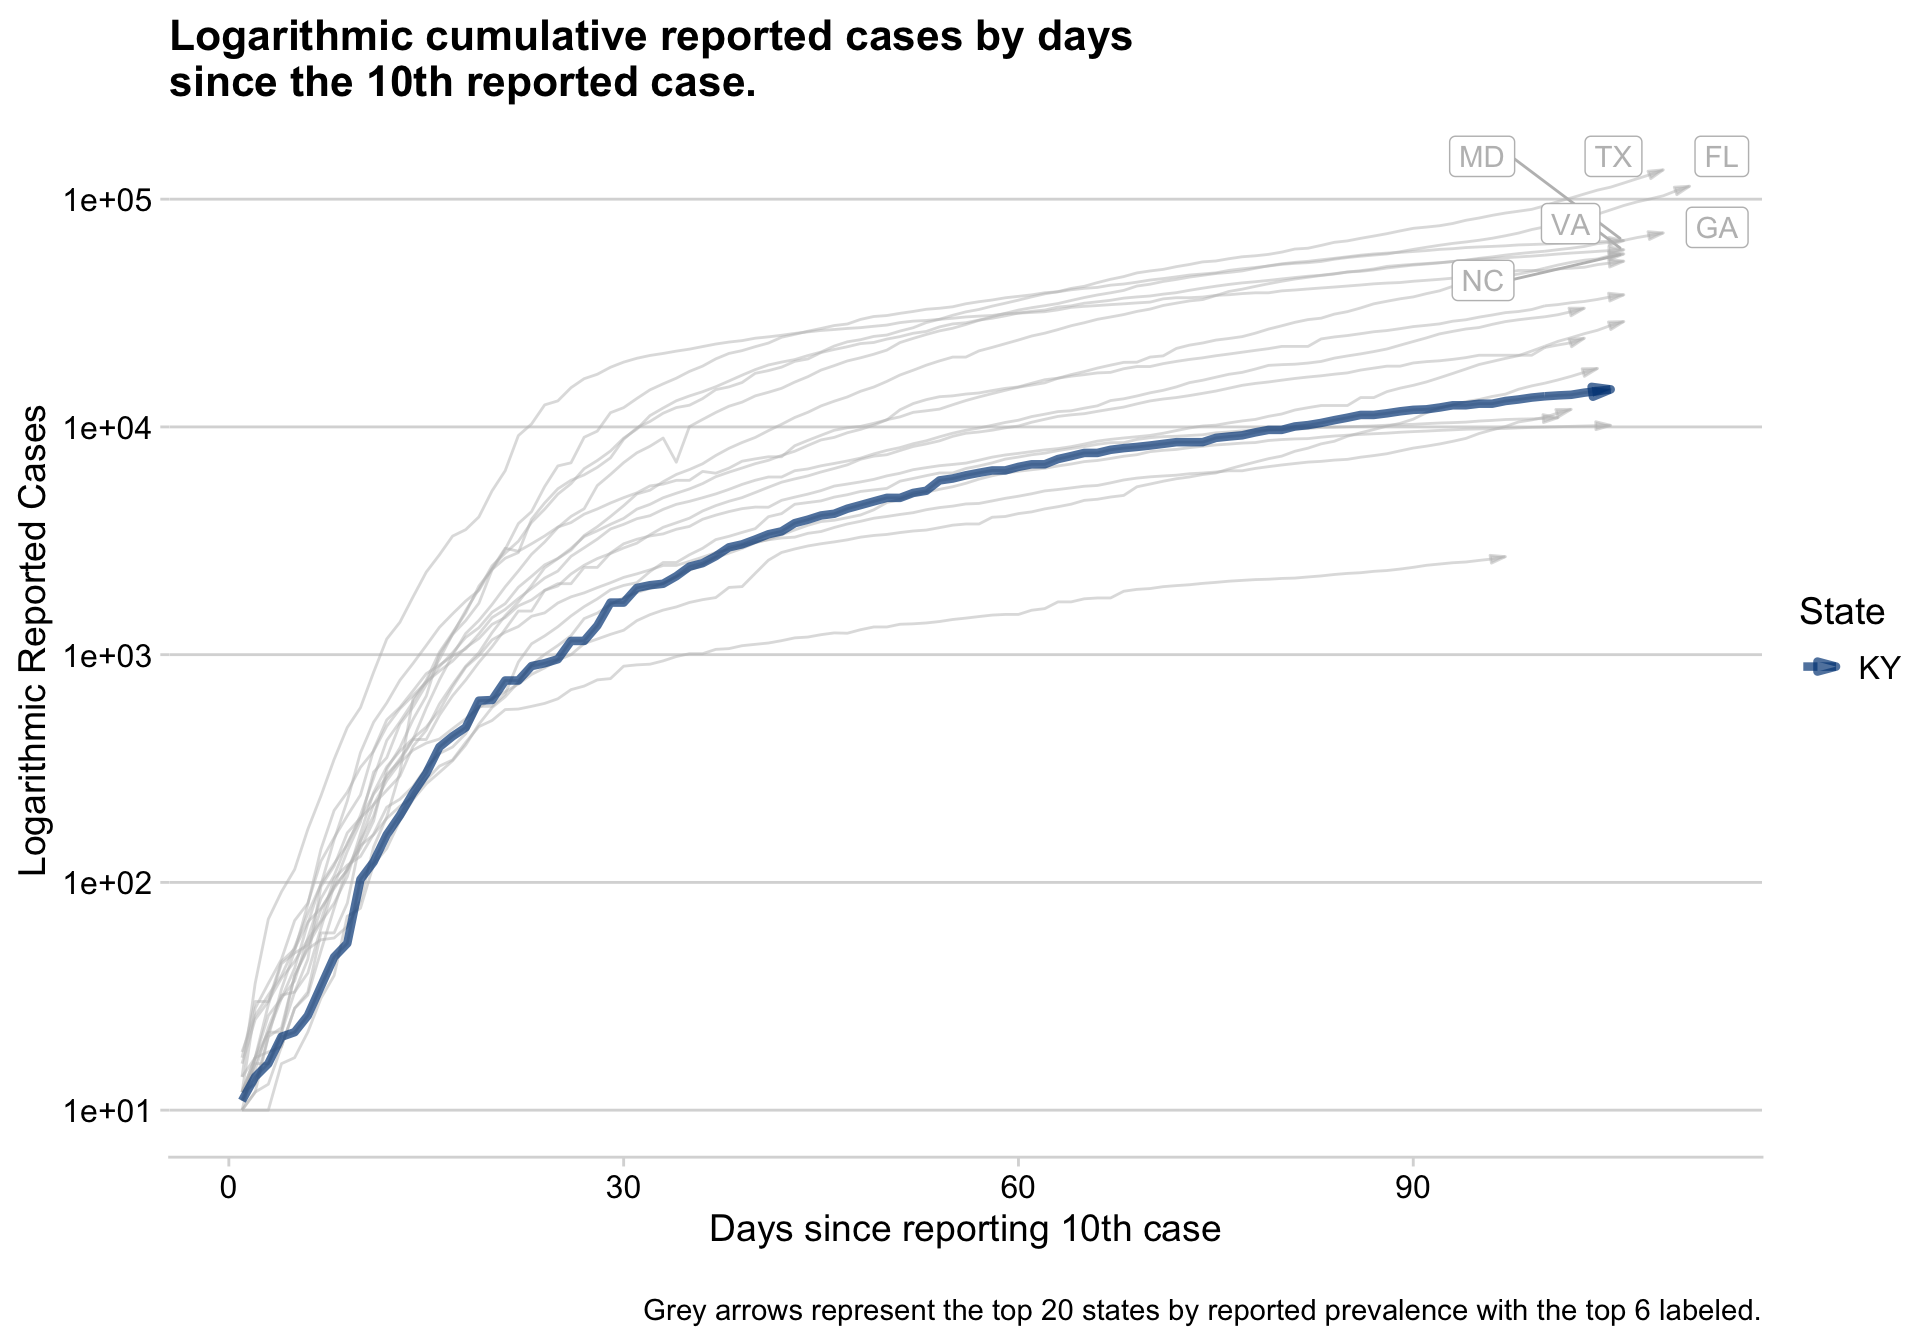 Logarithmic cumulative reported cases by days
since the 10th reported case.
MD
TX
FL
VA
GA
NC
1e+05
1e+04
1e+03
1e+02
1e+01
Logarithmic Reported Cases
0
30
60
90
Days since reporting 10th case
State
KY
Grey arrows represent the top 20 states by reported prevalence with the top 6 labeled.